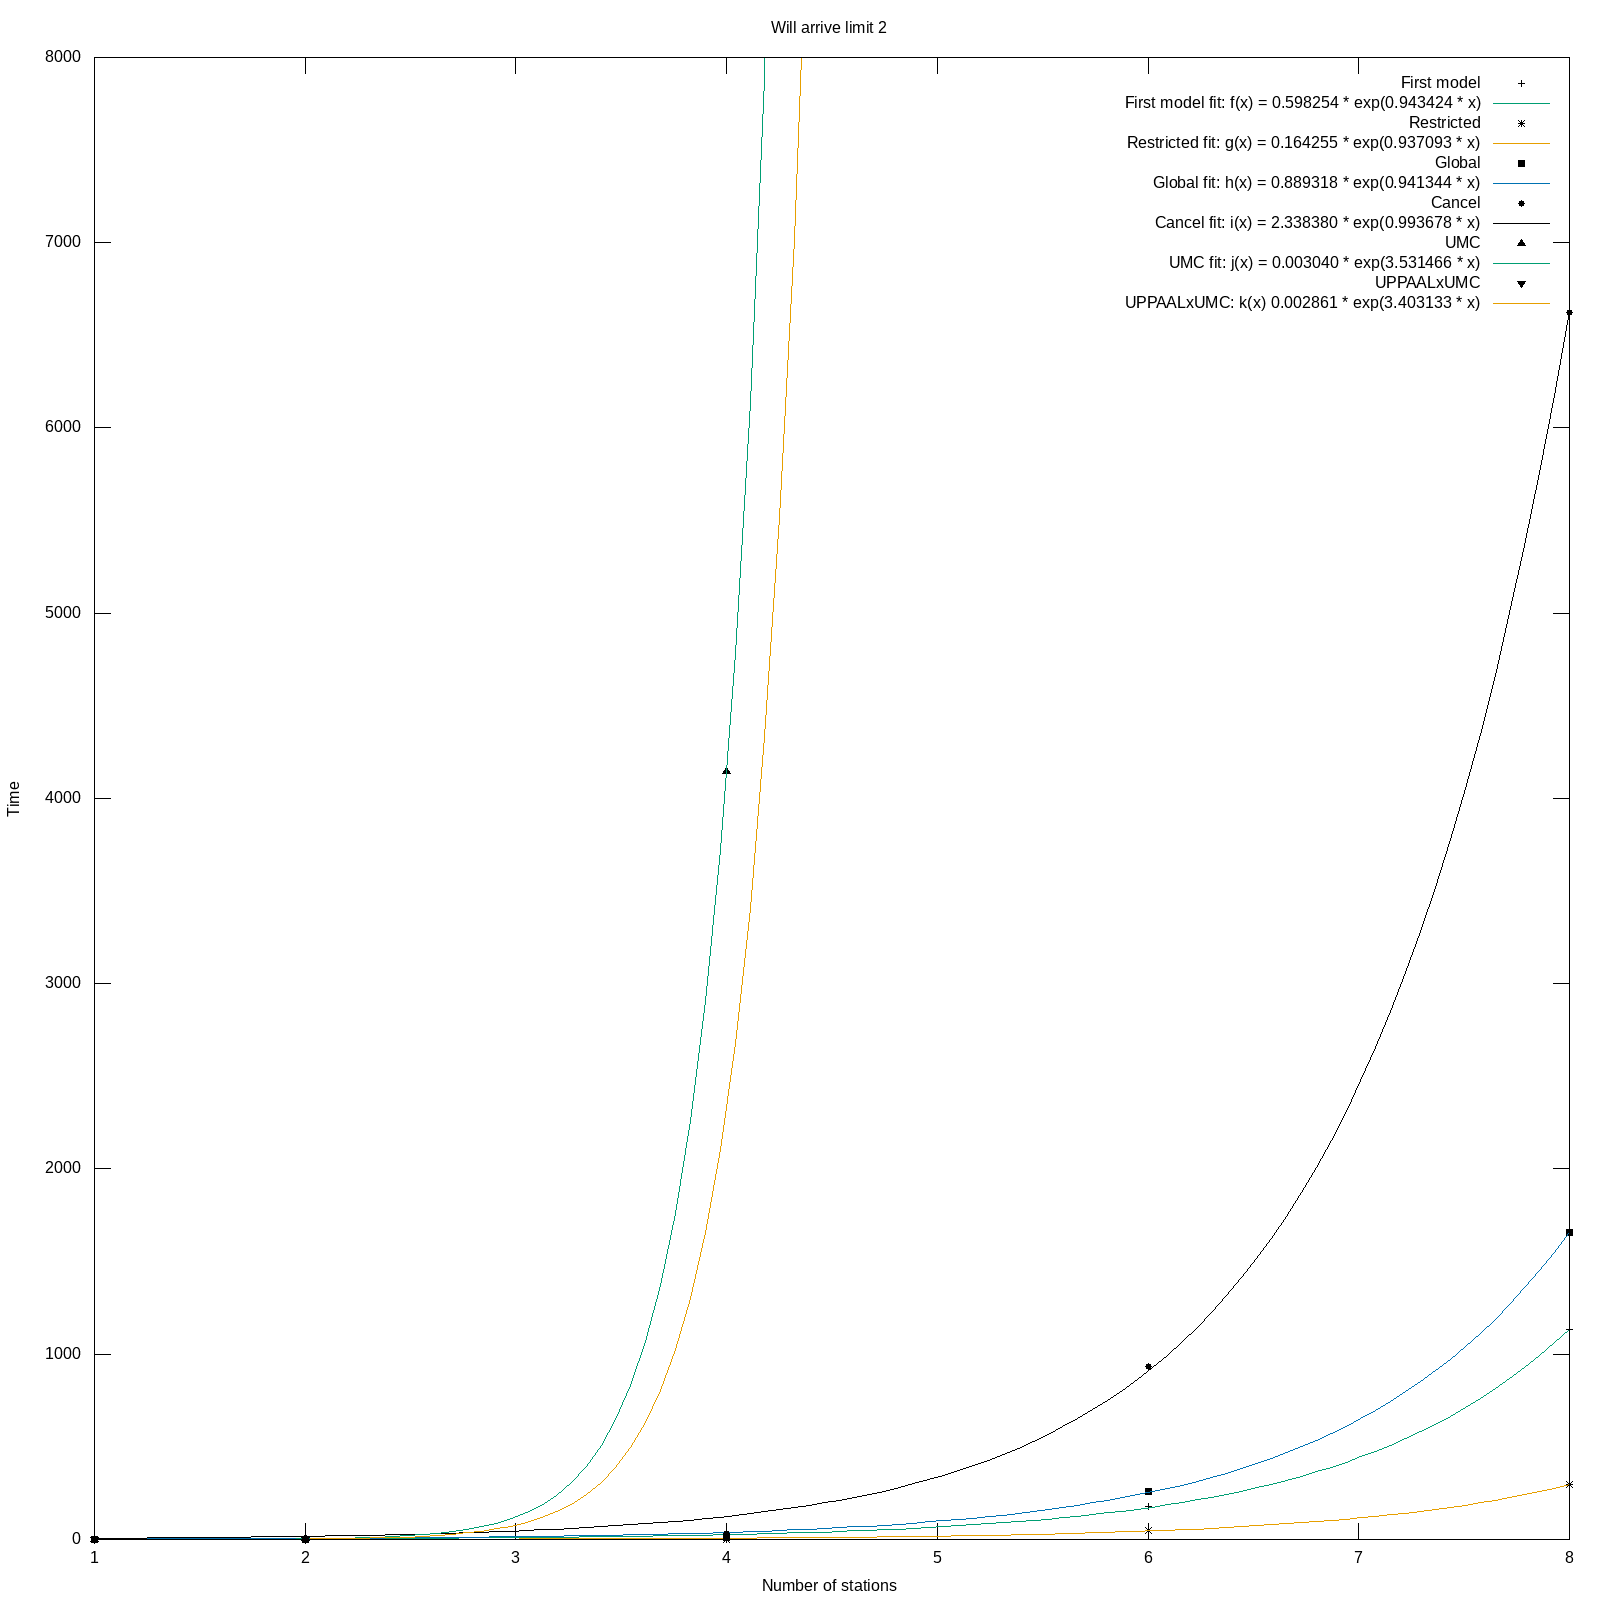 Will arrive limit 2
8000
7000
6000
5000
4000
3000
2000
1000
0
Time
First model
First model fit: f(x) = 0.598254 * exp(0.943424 * x)
Restricted
Restricted fit: g(x) = 0.164255 * exp(0.937093 * x)
Global
Global fit: h(x) = 0.889318 * exp(0.941344 * x)
Cancel
Cancel fit: i(x) = 2.338380 * exp(0.993678 * x)
UMC
UMC fit: j(x) = 0.003040 * exp(3.531466 * x)
UPPAALxUMC
UPPAALxUMC: k(x) 0.002861 * exp(3.403133 * x)
1 2 3 4 5 6 7 8
Number of stations